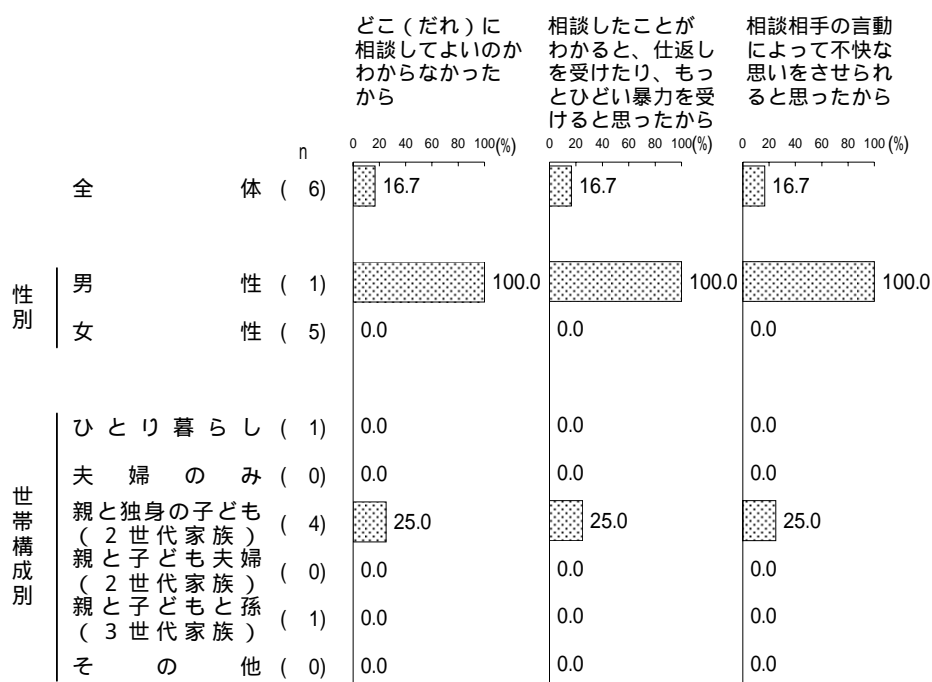 どこ（だれ）に
相談してよいのか
わからなかった
から
相談したことが
わかると、仕返し
を受けたり、もっ
とひどい暴力を受
けると思ったから
相談相手の言動
によって不快な
思いをさせられ
ると思ったから
n
0 20 40 60 80 100(%)
0 20 40 60 80 100(%)
0 20 40 60 80 100(%)
全体 ( 6) 16.7 16.7 16.7
性別
男性 ( 1) 100.0 100.0 100.0
女性 ( 5) 0.0 0.0 0.0
世帯構成別
ひとり暮らし ( 1) 0.0 0.0 0.0
夫婦のみ ( 0) 0.0 0.0 0.0
親と独身の子ども
（２世代家族） ( 4) 25.0 25.0 25.0
親と子ども夫婦
（２世代家族） ( 0) 0.0 0.0 0.0
親と子どもと孫
（３世代家族） ( 1) 0.0 0.0 0.0
その他 ( 0) 0.0 0.0 0.0